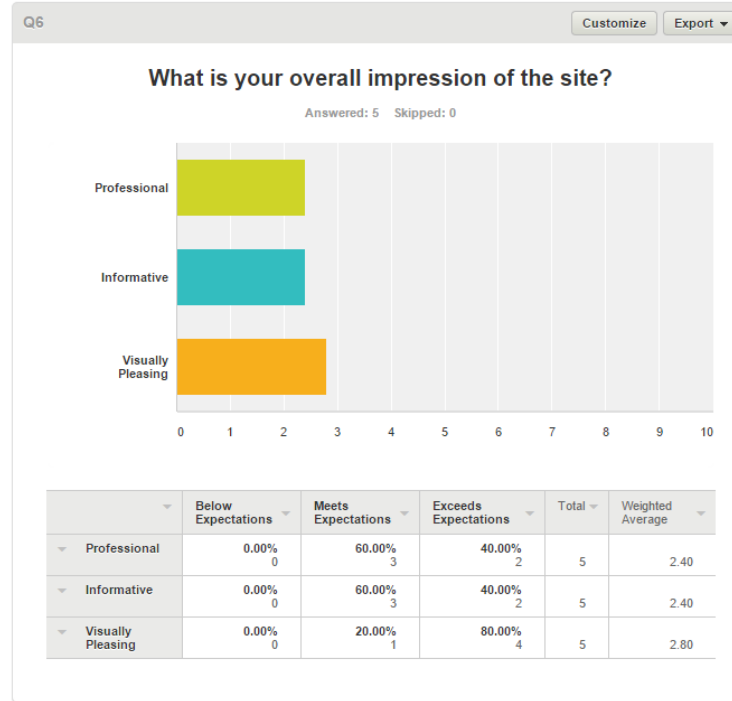 Q6 Customize Export
What is your overall impression of the site?
Answered: 5 Skipped: 0
Professional
Informative
Visually
Pleasing
0 1 2 3 4 5 6 7 8 9 10
Below Expectations Meets Expectations Exceeds Expectations Total Weighted Average
Professional 0.00% 60.00% 40.00%
0 3 2 5 2.40
Informative 0.00% 60.00% 40.00%
0 3 2 5 2.40
Visually 0.00% 20.00% 80.00%
Pleasing 0 1 4 5 2.80